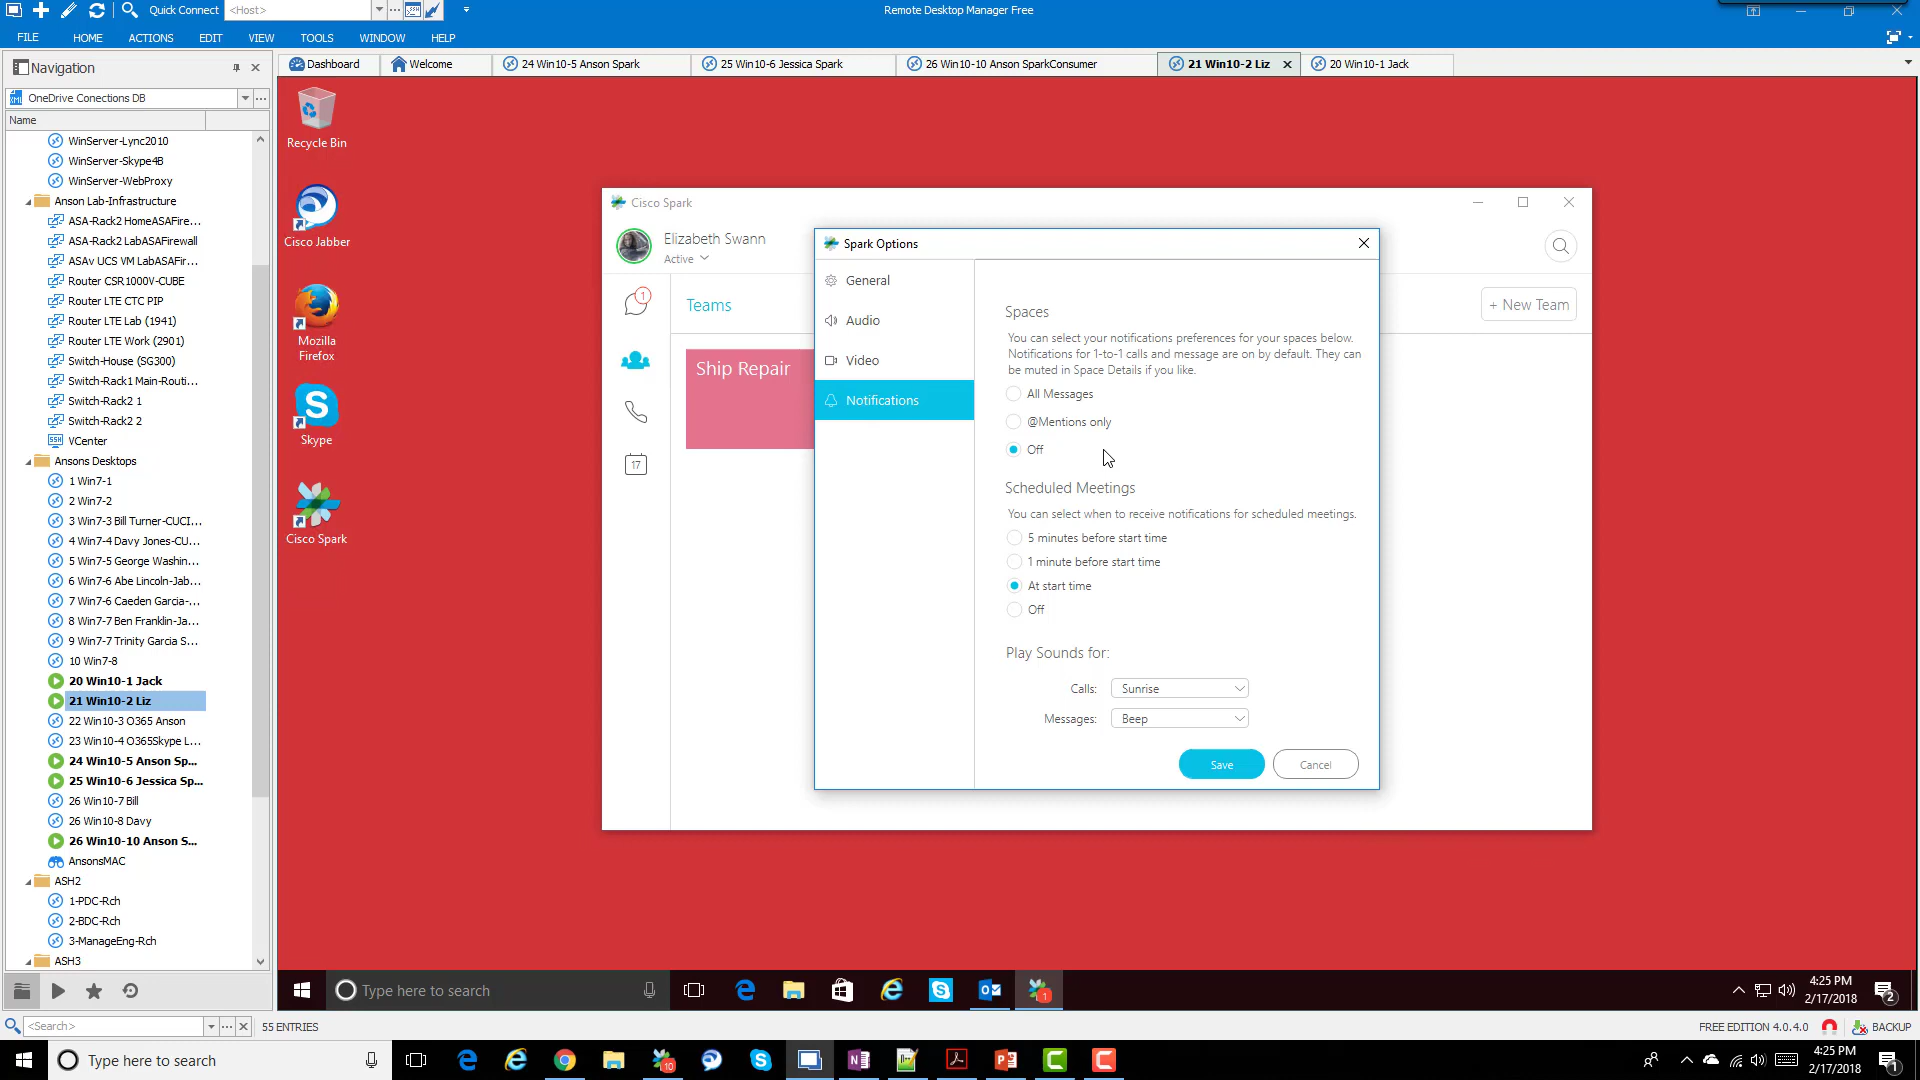 Quick Connect <Host>
Remote Desktop Manager Free
FILE HOME ACTIONS EDIT VIEW TOOLS WINDOW HELP
Navigation
OneDrive Conections DB
Name
WinServer-Lync2010
WinServer-Skype4B
WinServer-WebProxy
Anson Lab-Infrastructure
ASA-Rack2 HomeASAFire...
ASA-Rack2 LabASAFirewall
ASAv UCS VM LabASAFir...
Router CSR1000V-CUBE
Router LTE CTC PIP
Router LTE Lab (1941)
Router LTE Work (2901)
Switch-House (SG300)
Switch-Rack1 Main-Routi...
Switch-Rack2 1
Switch-Rack2 2
VCenter
Ansons Desktops
1 Win7-1
2 Win7-2
3 Win7-3 Bill Turner-CUCI...
4 Win7-4 Davy Jones-CU...
5 Win7-5 George Washin...
6 Win7-6 Abe Lincoln-Jab...
7 Win7-6 Caeden Garcia-...
8 Win7-7 Ben Franklin-Ja...
9 Win7-7 Trinity Garcia S...
10 Win7-8
20 Win10-1 Jack
21 Win10-2 Liz
22 Win10-3 O365 Anson
23 Win10-4 O365Skype L...
24 Win10-5 Anson Sp...
25 Win10-6 Jessica Sp...
26 Win10-7 Bill
26 Win10-8 Davy
26 Win10-10 Anson S...
AnsonsMAC
ASH2
1-PDC-Rch
2-BDC-Rch
3-ManageEng-Rch
ASH3
<Search>
55 ENTRIES
Dashboard
Welcome
24 Win10-5 Anson Spark
25 Win10-6 Jessica Spark
26 Win10-10 Anson SparkConsumer
21 Win10-2 Liz
20 Win10-1 Jack
Recycle Bin
Cisco Jabber
Mozilla
Firefox
Skype
Cisco Spark
Cisco Spark
Elizabeth Swann
Active
1
17
Teams
+ New Team
Ship Repair
Spark Options
General
Audio
Video
Notifications
Spaces
You can select your notifications preferences for your spaces below.
Notifications for 1-to-1 calls and message are on by default. They can
be muted in Space Details if you like.
All Messages
@Mentions only
Off
Scheduled Meetings
You can select when to receive notifications for scheduled meetings.
5 minutes before start time
1 minute before start time
At start time
Off
Play Sounds for:
Calls: Sunrise
Messages: Beep
Save Cancel
Type here to search
1
4:25 PM
2/17/2018
2
FREE EDITION 4.0.4.0
BACKUP
Type here to search
10
4:25 PM
2/17/2018
1